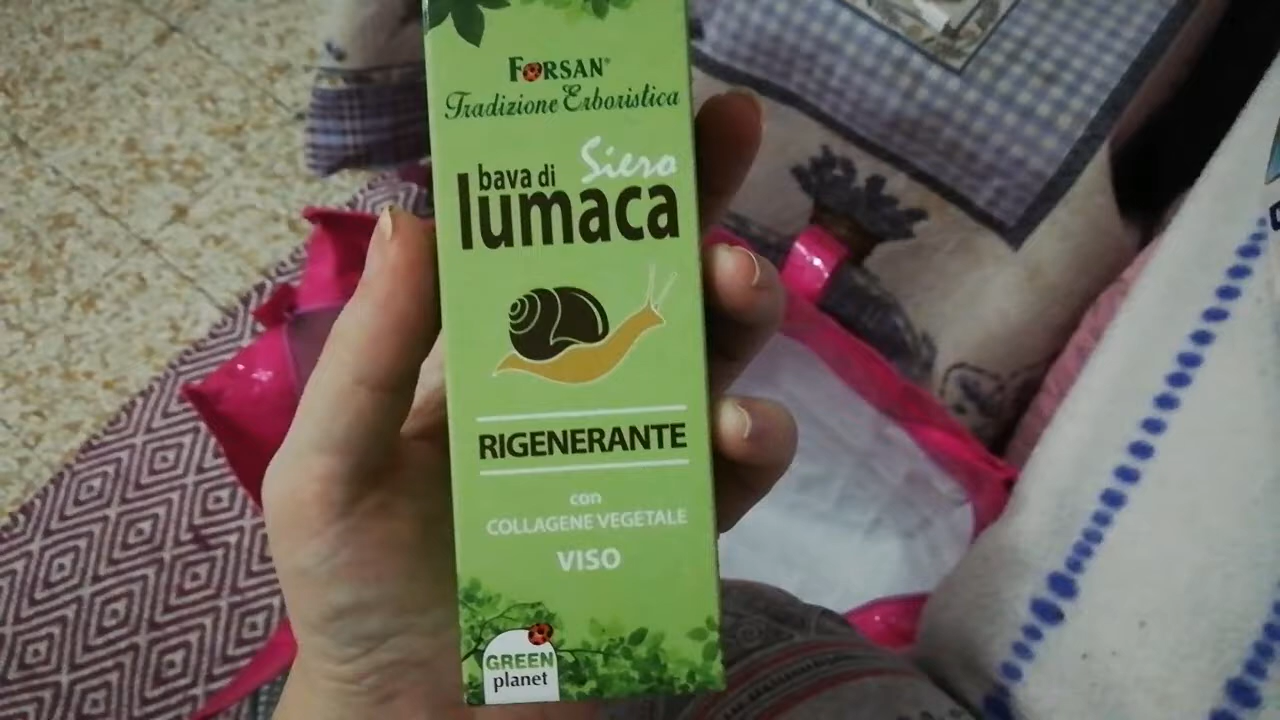 FORSAN®
Tradizione Erboristica
Siero
bava di
lumaca
RIGENERANTE
con
COLLAGENE VEGETALE
VISO
GREEN
planet